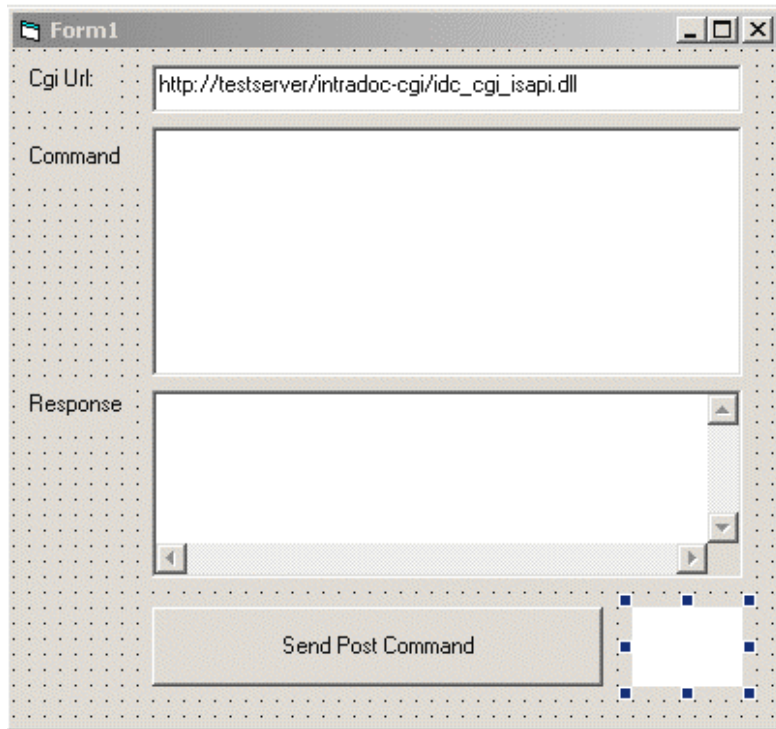 Form1
Cgi Url:
http://testserver/intradoc-cgi/idc_cgi_isapi.dll
Command
Response
Send Post Command